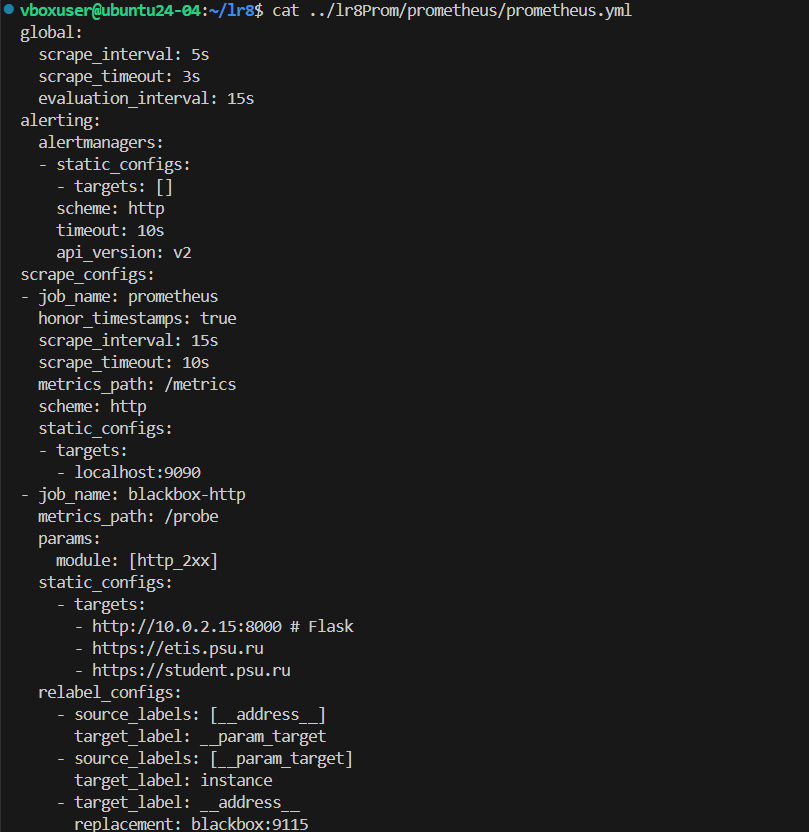 vboxuser@ubuntu24-04:~/lr8$ cat ../lr8Prom/prometheus/prometheus.yml
global:
  scrape_interval: 5s
  scrape_timeout: 3s
  evaluation_interval: 15s
alerting:
  alertmanagers:
  - static_configs:
    - targets: []
    scheme: http
    timeout: 10s
    api_version: v2
scrape_configs:
- job_name: prometheus
  honor_timestamps: true
  scrape_interval: 15s
  scrape_timeout: 10s
  metrics_path: /metrics
  scheme: http
  static_configs:
  - targets:
    - localhost:9090
- job_name: blackbox-http
  metrics_path: /probe
  params:
    module: [http_2xx]
  static_configs:
    - targets:
      - http://10.0.2.15:8000 # Flask
      - https://etis.psu.ru
      - https://student.psu.ru
  relabel_configs:
    - source_labels: [__address__]
      target_label: __param_target
    - source_labels: [__param_target]
      target_label: instance
    - target_label: __address__
      replacement: blackbox:9115